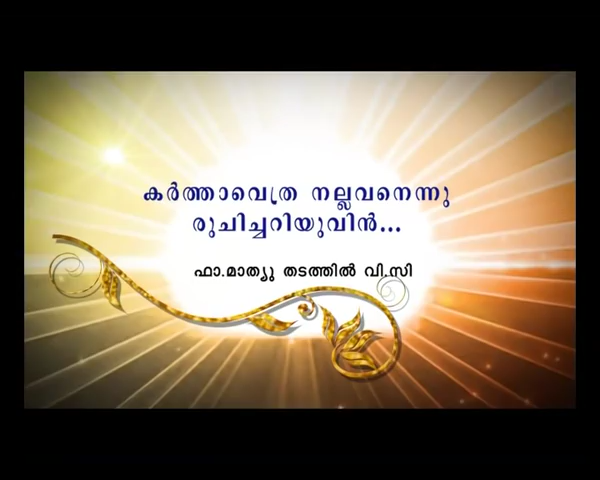 കർത്താവെത്ര നല്ലവനെന്നു
രുചിച്ചറിയുവിൻ...
ഫാ.മാത്യു തടത്തിൽ വി.സി